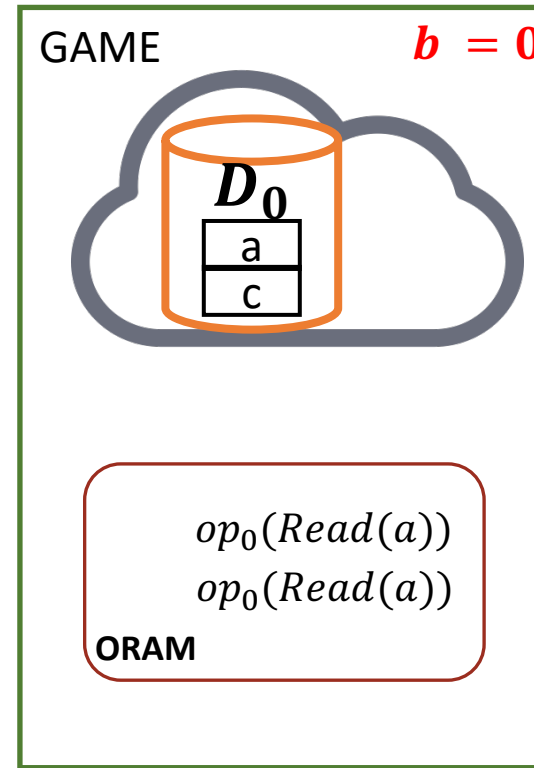 GAME b = 0
D₀
a
c
op₀(Read(a))
op₀(Read(a))
ORAM